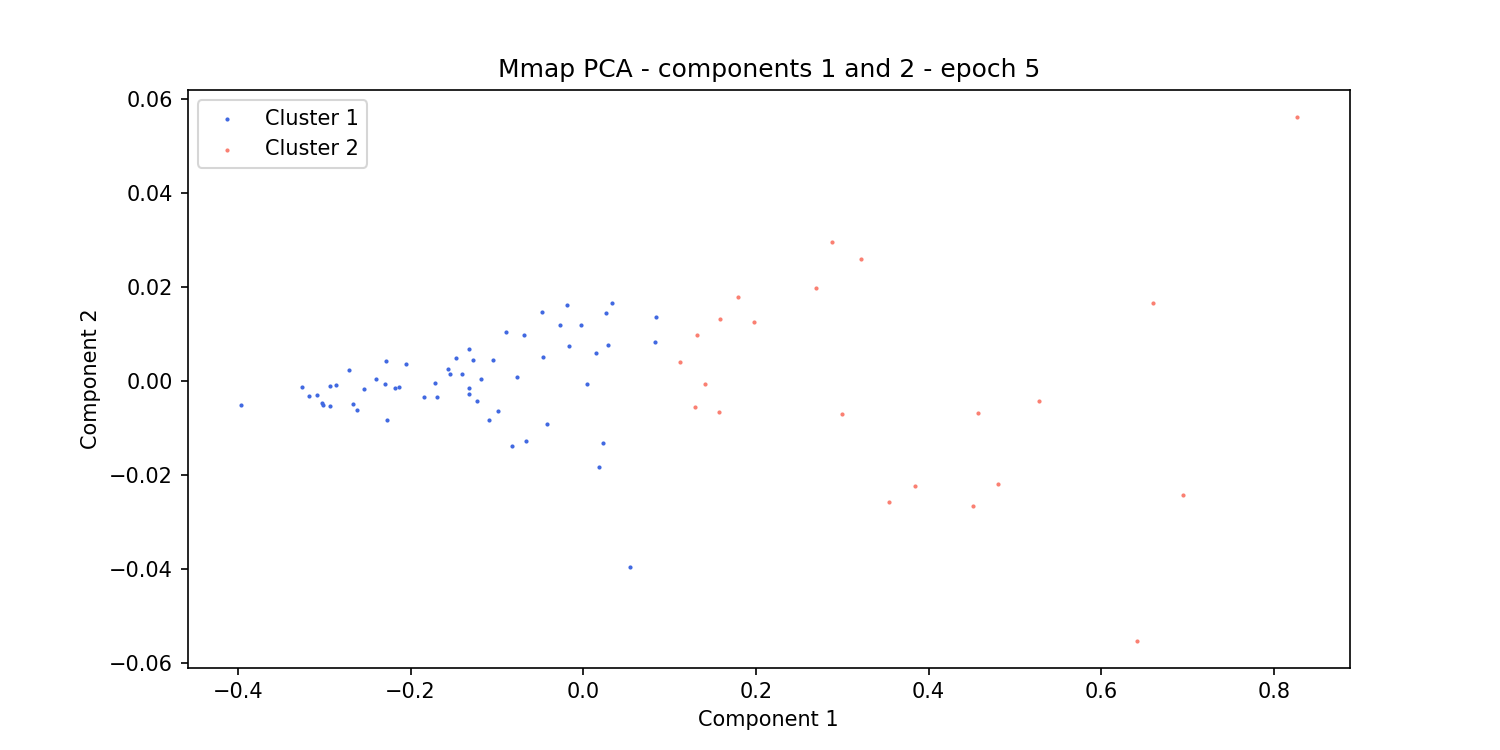 Mmap PCA - components 1 and 2 - epoch 5
Cluster 1
Cluster 2
0.06
0.04
0.02
0.00
−0.02
−0.04
−0.06
Component 2
−0.4
−0.2
0.0
0.2
0.4
0.6
0.8
Component 1